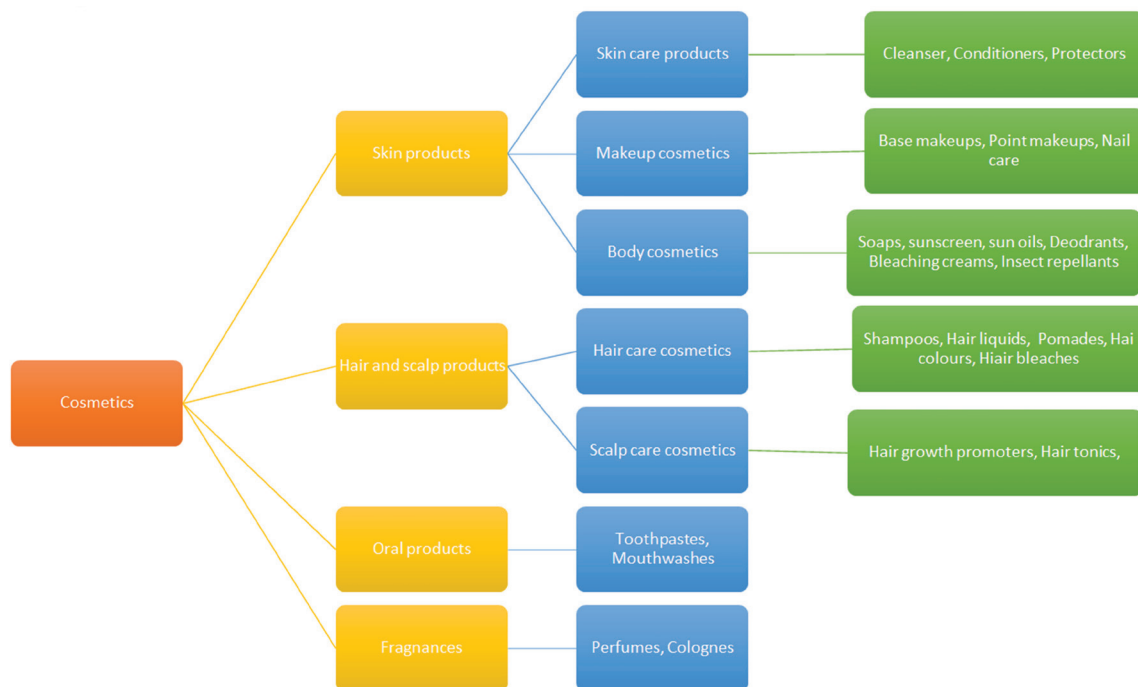 Cosmetics
Skin products
Skin care products
Cleanser, Conditioners, Protectors
Makeup cosmetics
Base makeups, Point makeups, Nail
care
Body cosmetics
Soaps, sunscreen, sun oils, Deodrants,
Bleaching creams, Insect repellants
Hair and scalp products
Hair care cosmetics
Shampoos, Hair liquids, Pomades, Hai
colours, Hiair bleaches
Scalp care cosmetics
Hair growth promoters, Hair tonics,
Oral products
Toothpastes,
Mouthwashes
Fragnances
Perfumes, Colognes